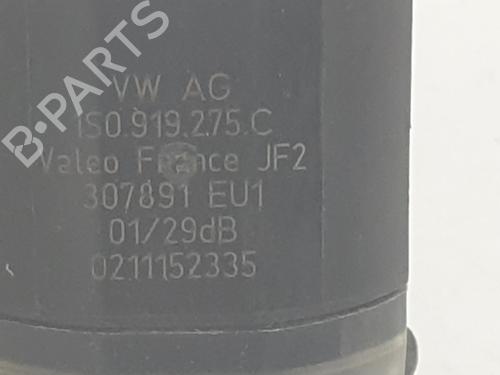 B-PARTS
VW AG
1S0.919.275.C
Valeo France JF2
307891 EU1
01/29dB
0211152335